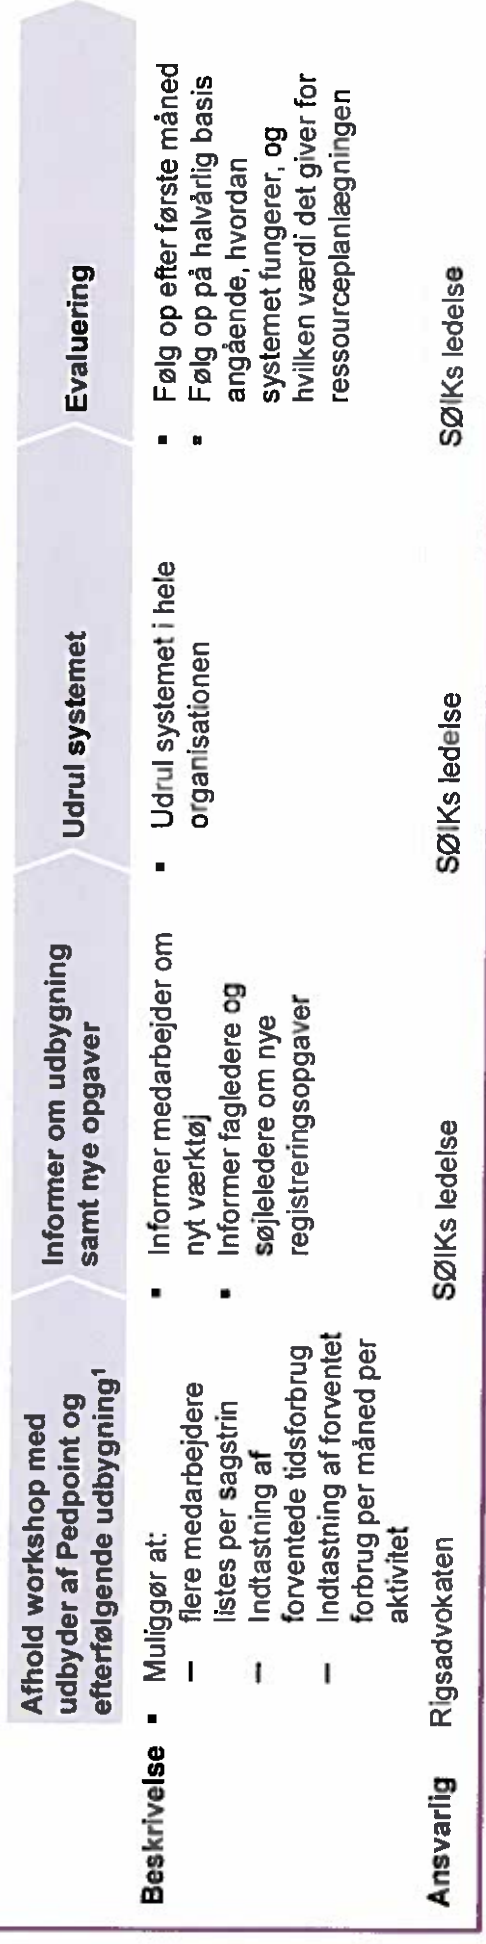 Afhold workshop med
udbyder af Pedpoint og
efterfølgende udbygning¹
Informer om udbygning
samt nye opgaver
Udrul systemet
Evaluering
Beskrivelse
▪ Muliggør at:
– flere medarbejdere
listes per sagstrin
– Indtastning af
forventede tidsforbrug
– Indtastning af forventet
forbrug per måned per
aktivitet
▪ Informer medarbejder om
nyt værktøj
▪ Informer fagledere og
søjleledere om nye
registreringsopgaver
▪ Udrul systemet i hele
organisationen
▪ Følg op efter første måned
▪ Følg op på halvårlig basis
angående, hvordan
systemet fungerer, og
hvilken værdi det giver for
ressourceplanlægningen
Ansvarlig
Rigsadvokaten
SØIKs ledelse
SØIKs ledelse
SØIKs ledelse